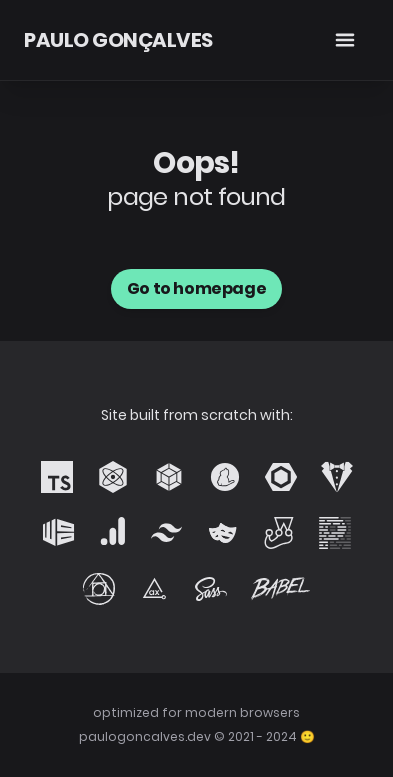 PAULO GONÇALVES
Oops!
page not found
Go to homepage
Site built from scratch with:
TS
ax
Sass
BABEL
optimized for modern browsers
paulogoncalves.dev © 2021 - 2024 🙂